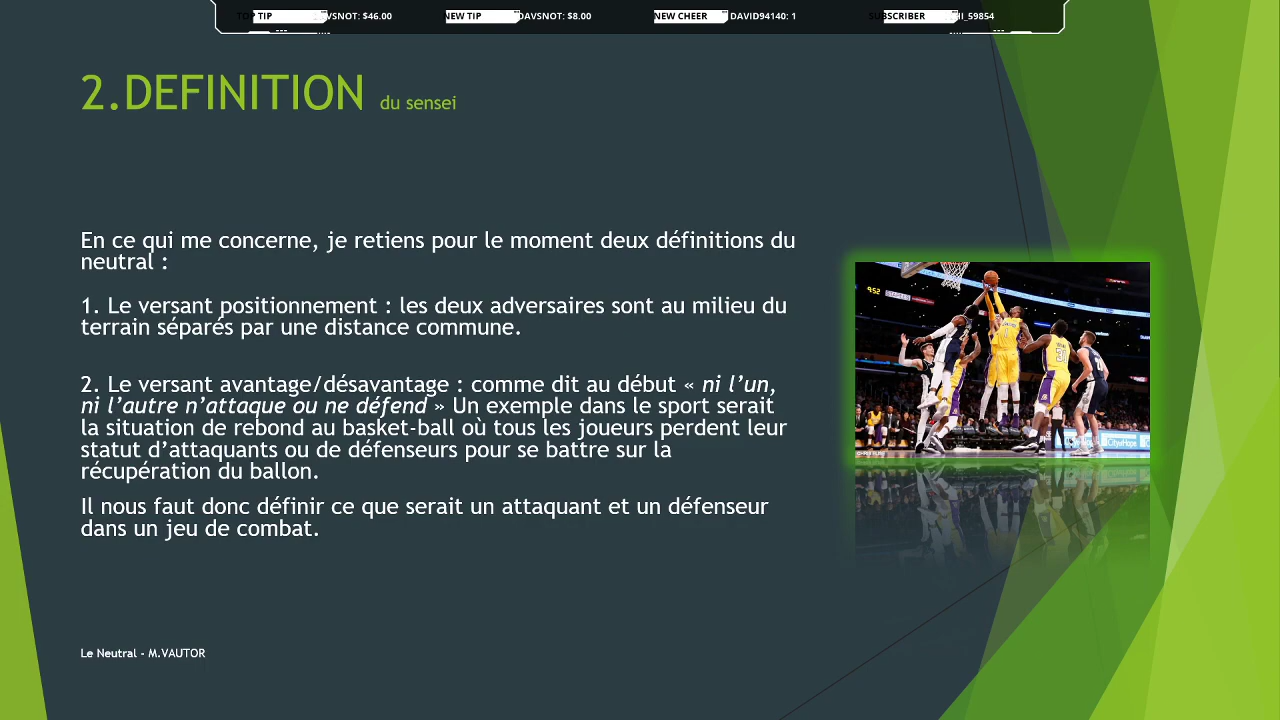 TOP TIP DAVSNOT: $46.00 NEW TIP DAVSNOT: $8.00 NEW CHEER DAVID94140: 1 SUBSCRIBER
2.DEFINITION du sensei
En ce qui me concerne, je retiens pour le moment deux définitions du
neutral :
1. Le versant positionnement : les deux adversaires sont au milieu du
terrain séparés par une distance commune.
2. Le versant avantage/désavantage : comme dit au début « ni l’un,
ni l’autre n’attaque ou ne défend » Un exemple dans le sport serait
la situation de rebond au basket-ball où tous les joueurs perdent leur
statut d’attaquants ou de défenseurs pour se battre sur la
récupération du ballon.
Il nous faut donc définir ce que serait un attaquant et un défenseur
dans un jeu de combat.
9:52 STAPLES
Le Neutral - M.VAUTOR